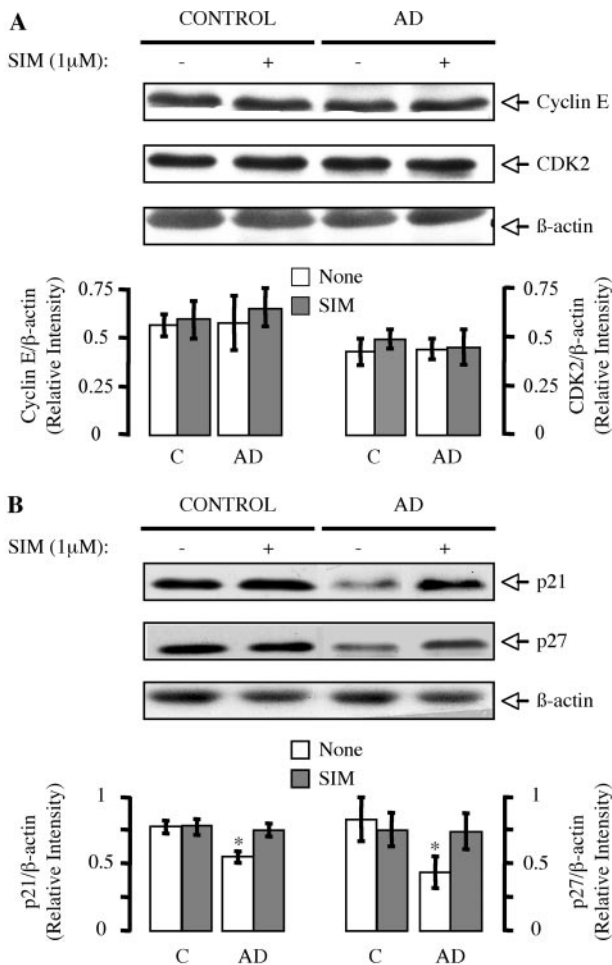 A
CONTROL AD
SIM (1µM): - + - +
Cyclin E
CDK2
ß-actin
None
SIM
Cyclin E/β-actin
(Relative Intensity)
0.75
0.5
0.25
0
0.75
0.5
0.25
0
CDK2/β-actin
(Relative Intensity)
C AD C AD
B
CONTROL AD
SIM (1µM): - + - +
p21
p27
ß-actin
None
SIM
p21/β-actin
(Relative Intensity)
1
0.5
0
* *
1
0.5
0
p27/β-actin
(Relative Intensity)
C AD C AD